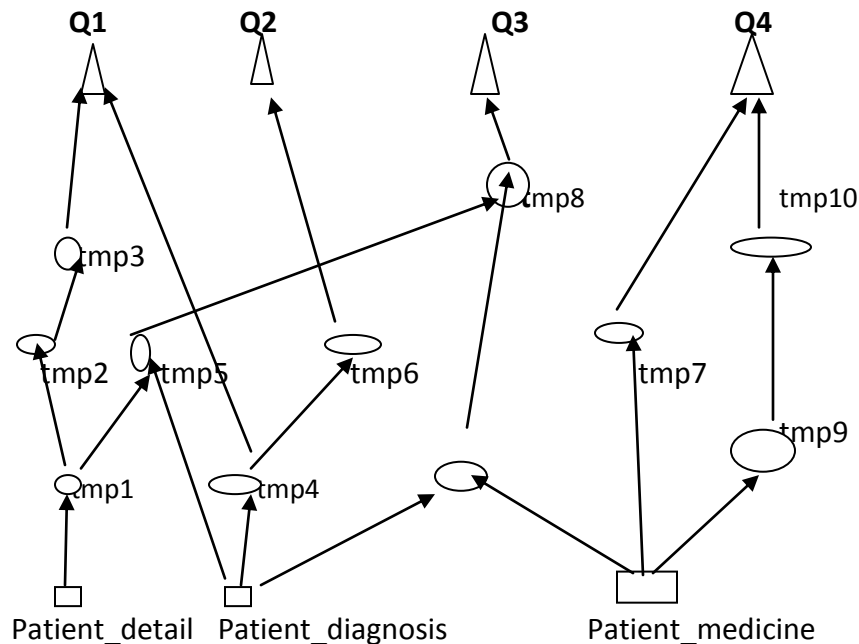 Q1 Q2 Q3 Q4
tmp8 tmp10
tmp3
tmp2 tmp5 tmp6 tmp7
tmp9
tmp1 tmp4
Patient_detail Patient_diagnosis Patient_medicine